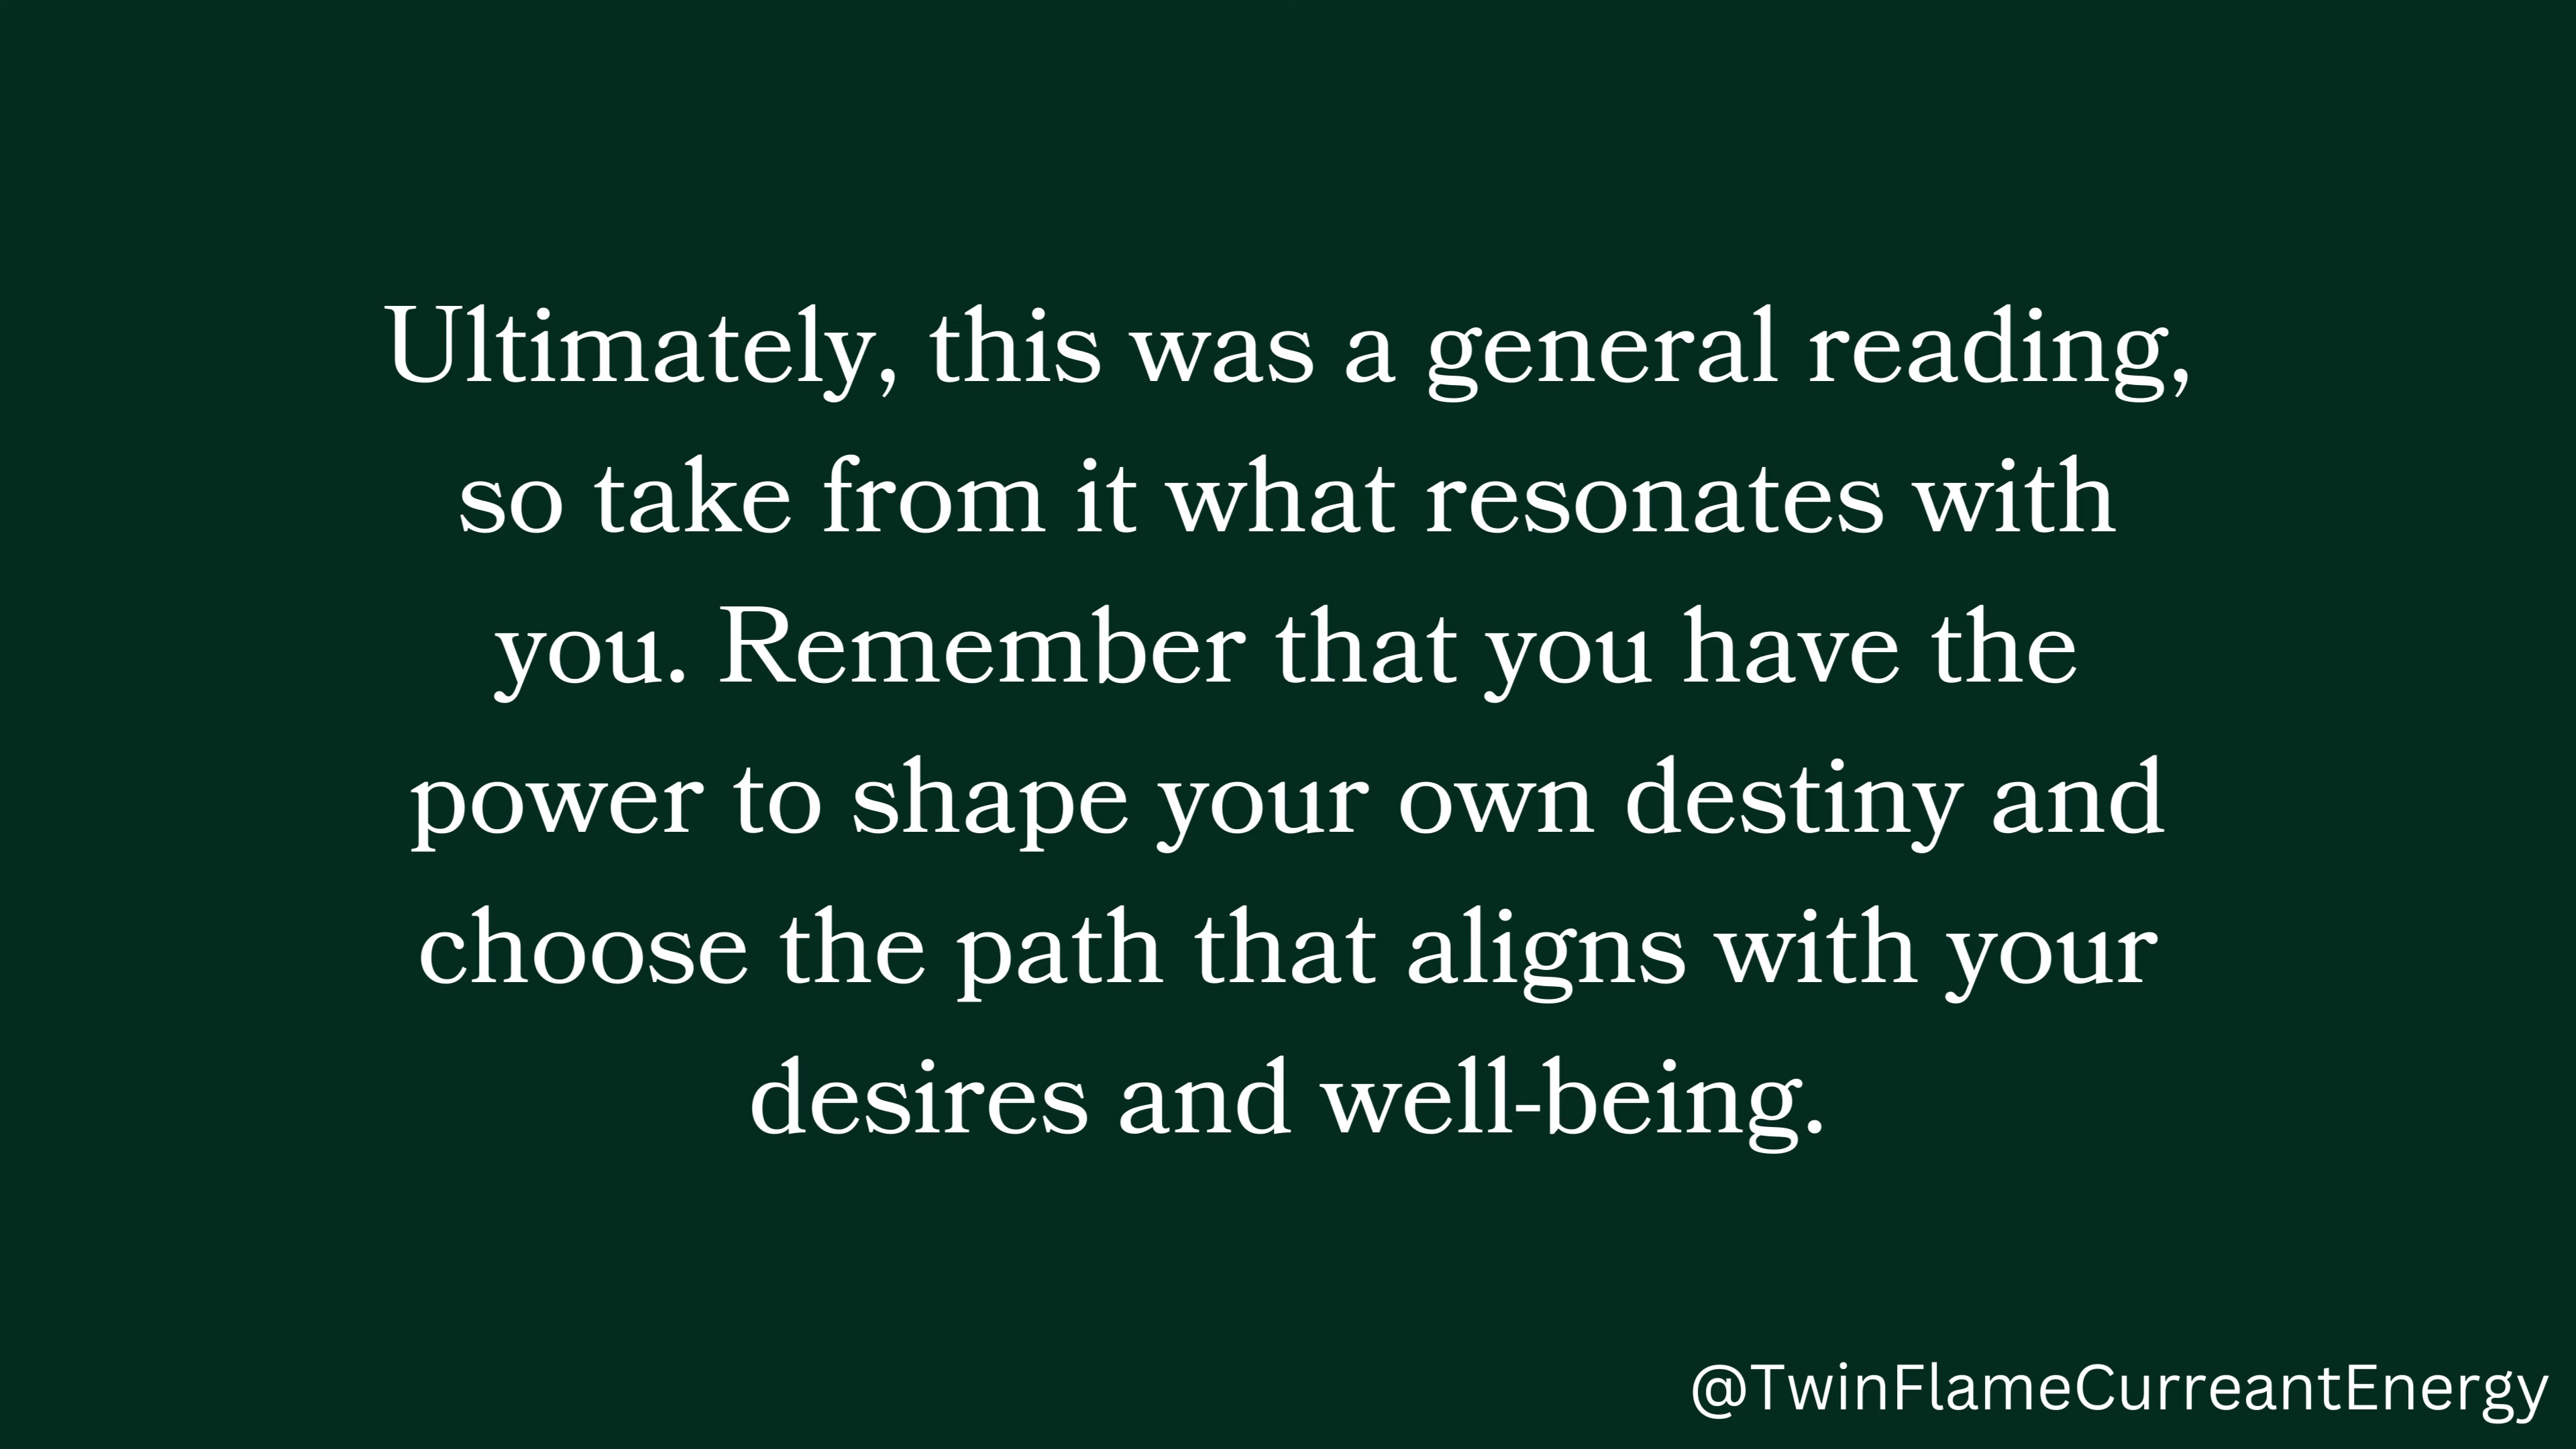 Ultimately, this was a general reading,
so take from it what resonates with
you. Remember that you have the
power to shape your own destiny and
choose the path that aligns with your
desires and well-being.
@TwinFlameCurreantEnergy